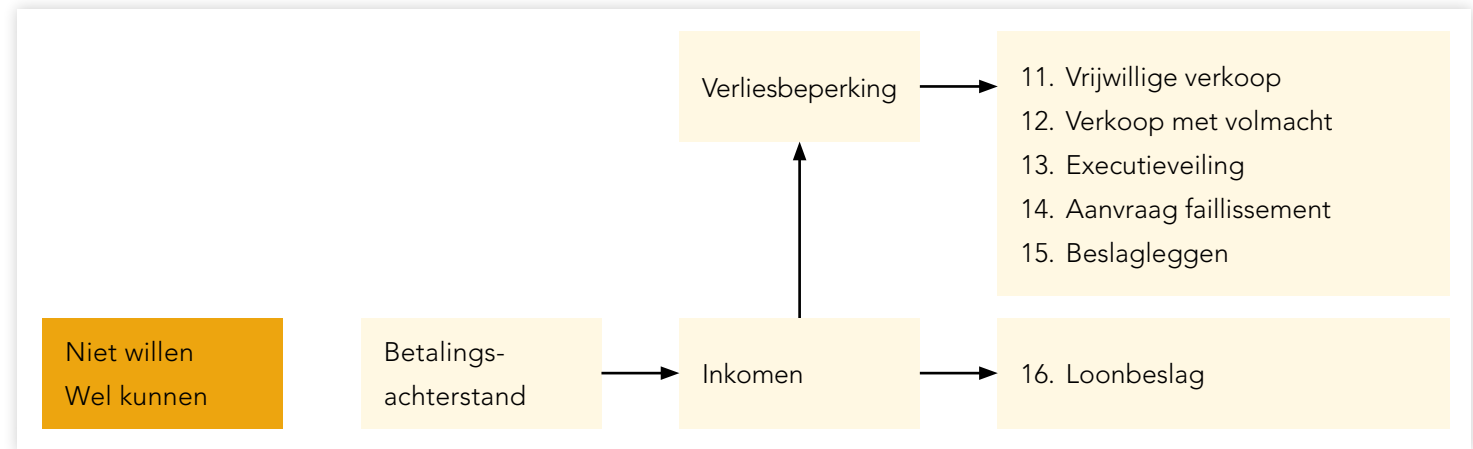 Verliesbeperking
11. Vrijwillige verkoop
12. Verkoop met volmacht
13. Executieveiling
14. Aanvraag faillissement
15. Beslagleggen
Niet willen
Wel kunnen
Betalings-
achterstand
Inkomen
16. Loonbeslag